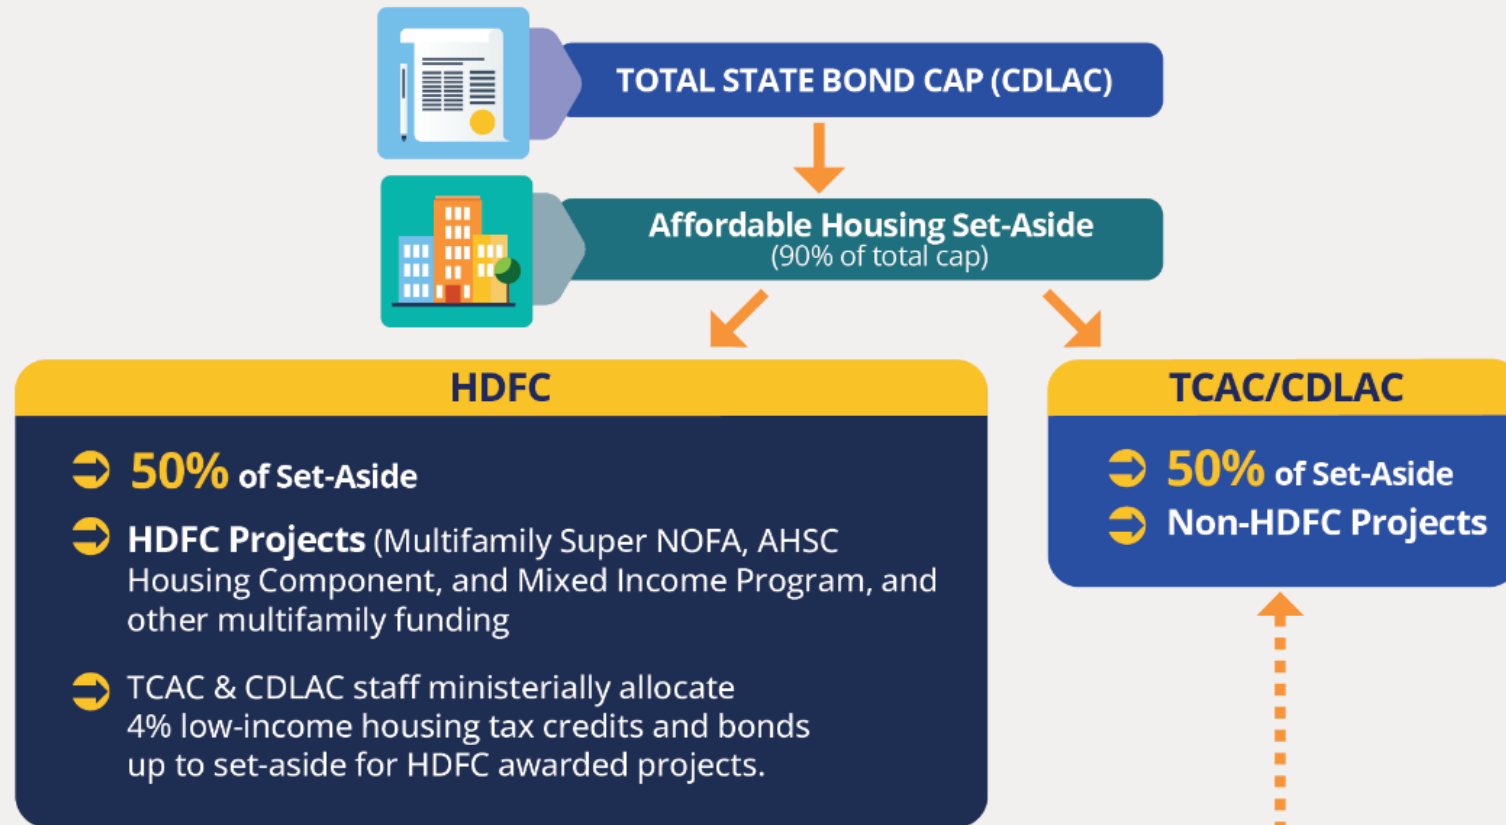 TOTAL STATE BOND CAP (CDLAC)
Affordable Housing Set-Aside
(90% of total cap)
HDFC
50% of Set-Aside
HDFC Projects (Multifamily Super NOFA, AHSC
Housing Component, and Mixed Income Program, and
other multifamily funding
TCAC & CDLAC staff ministerially allocate
4% low-income housing tax credits and bonds
up to set-aside for HDFC awarded projects.
TCAC/CDLAC
50% of Set-Aside
Non-HDFC Projects